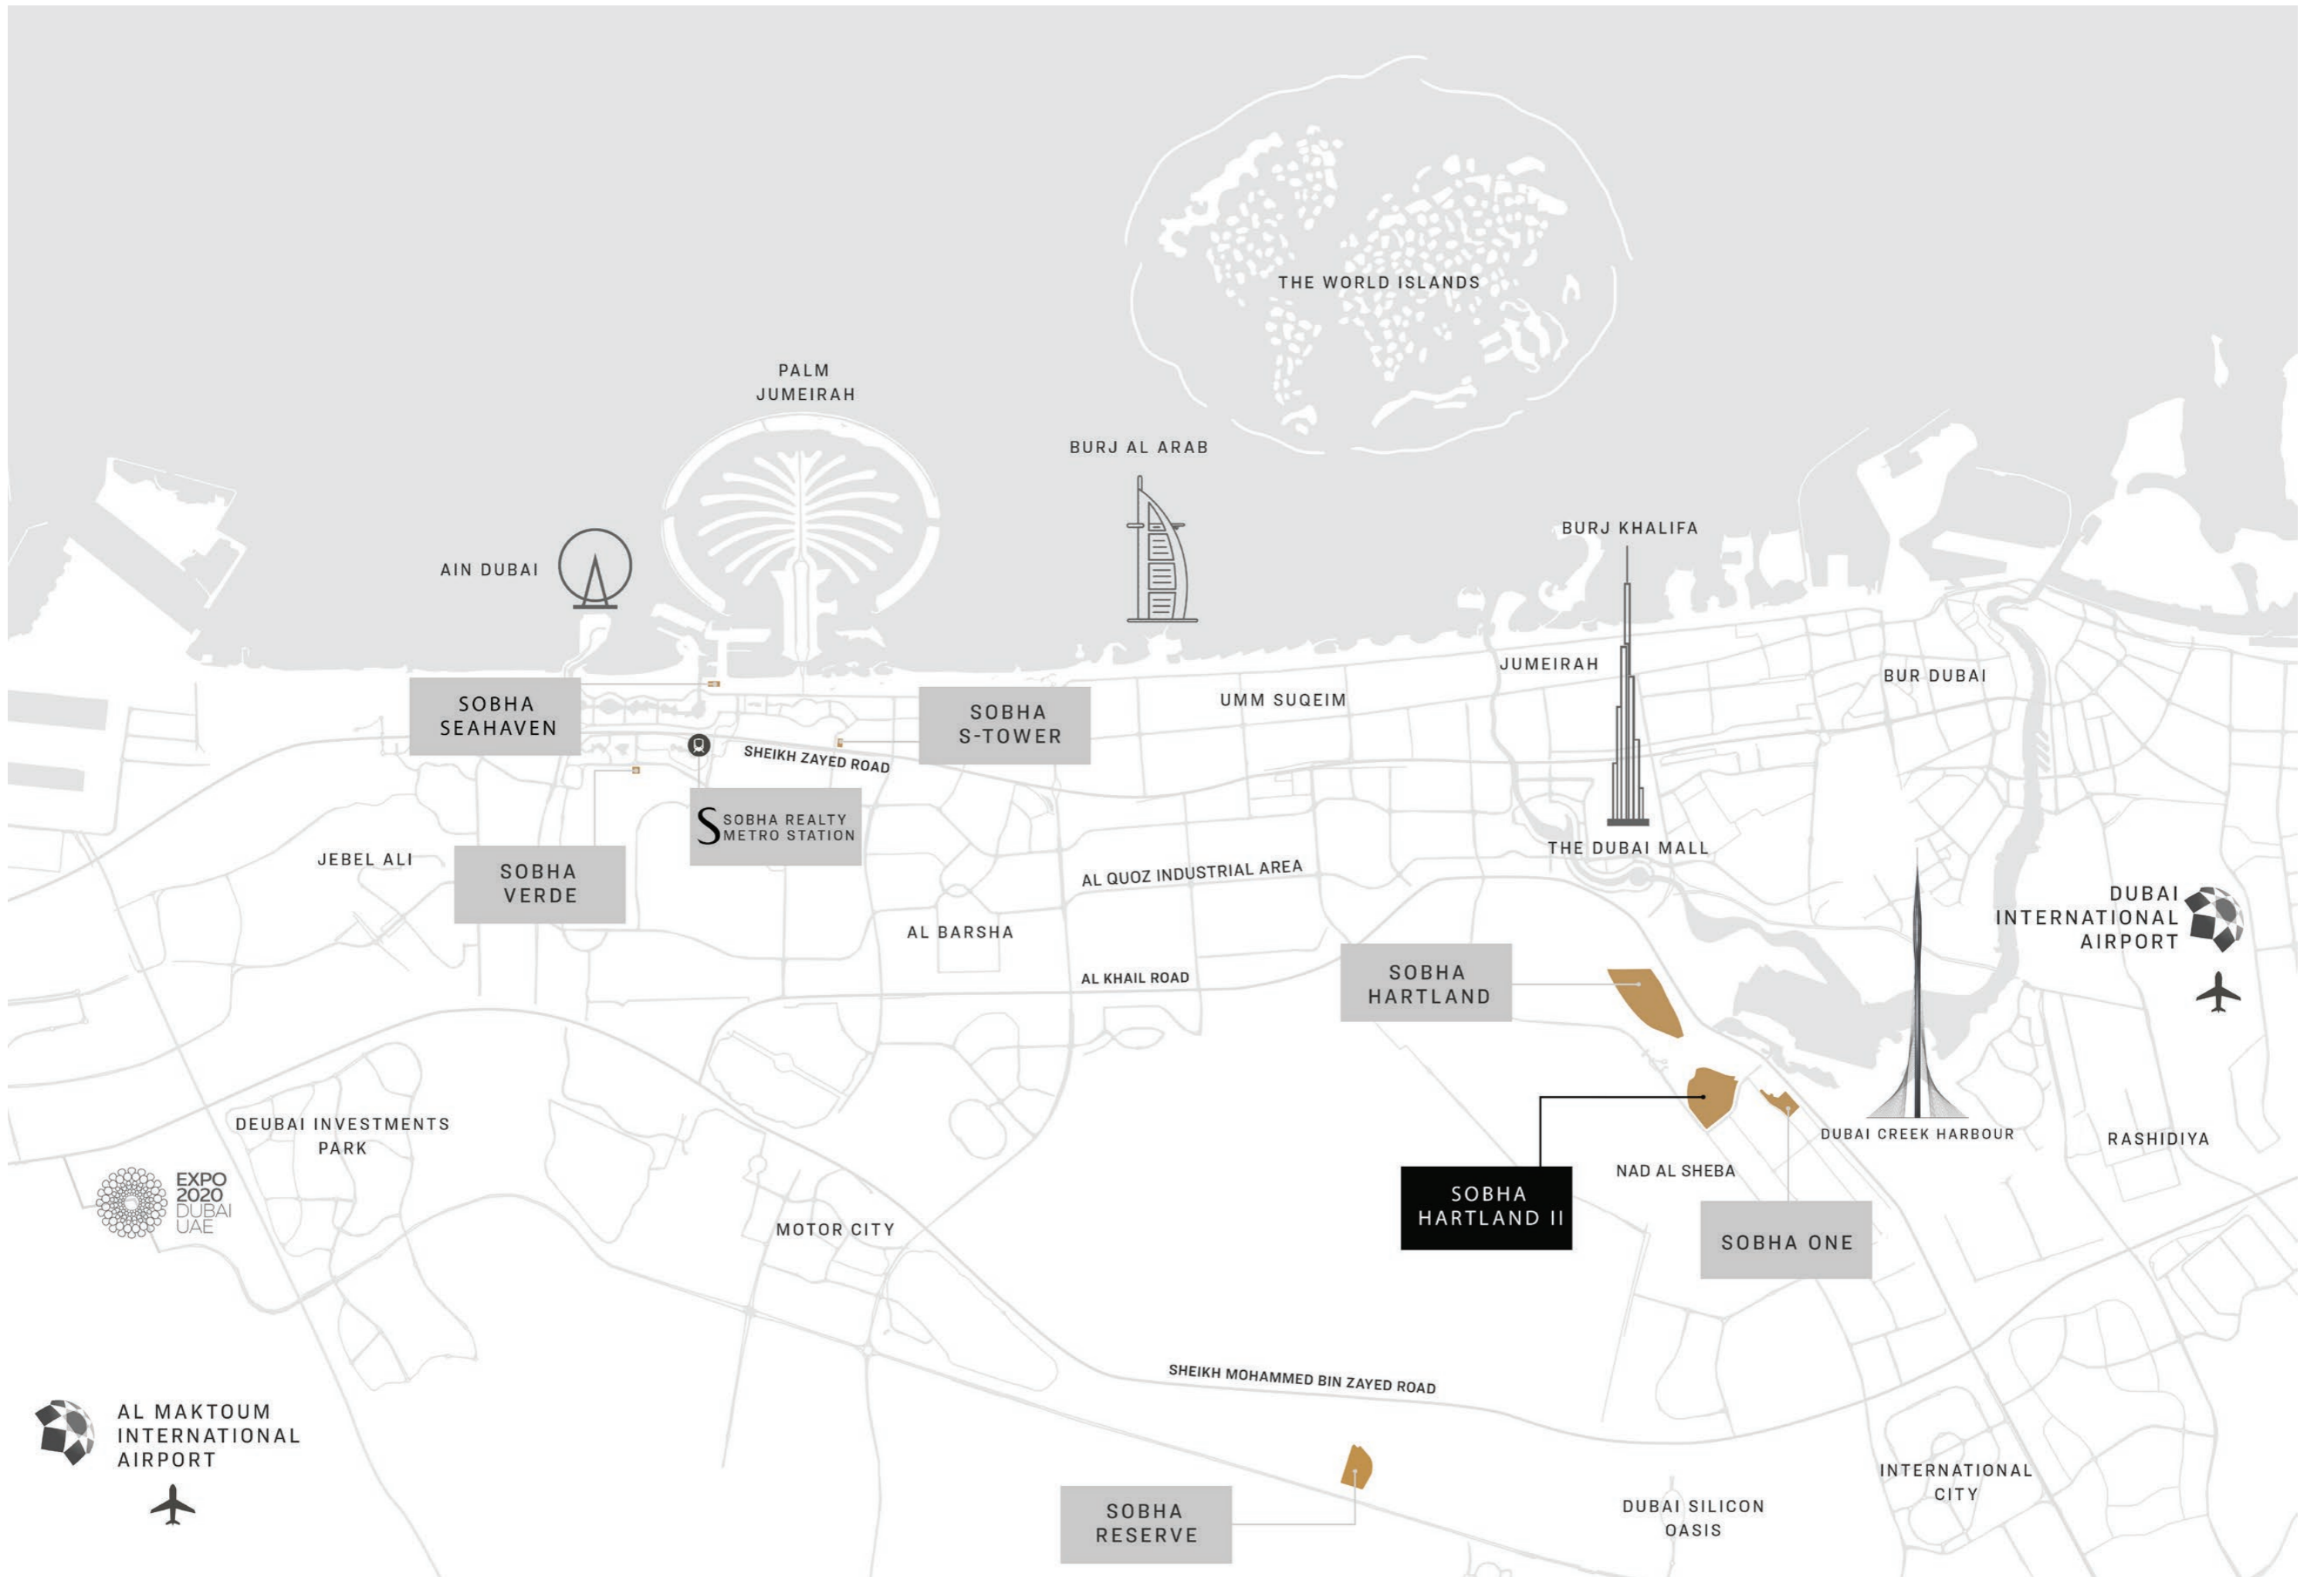 THE WORLD ISLANDS
PALM
JUMEIRAH
BURJ AL ARAB
BURJ KHALIFA
AIN DUBAI
JUMEIRAH
BUR DUBAI
SOBHA
SEAHAVEN
UMM SUQEIM
SOBHA
S-TOWER
SHEIKH ZAYED ROAD
S SOBHA REALTY
METRO STATION
JEBEL ALI
SOBHA
VERDE
THE DUBAI MALL
AL QUOZ INDUSTRIAL AREA
DUBAI
INTERNATIONAL
AIRPORT
AL BARSHA
AL KHAIL ROAD
SOBHA
HARTLAND
DEUBAI INVESTMENTS
PARK
DUBAI CREEK HARBOUR
RASHIDIYA
NAD AL SHEBA
EXPO
2020
DUBAI
UAE
SOBHA
HARTLAND II
MOTOR CITY
SOBHA ONE
SHEIKH MOHAMMED BIN ZAYED ROAD
AL MAKTOUM
INTERNATIONAL
AIRPORT
INTERNATIONAL
CITY
SOBHA
RESERVE
DUBAI SILICON
OASIS